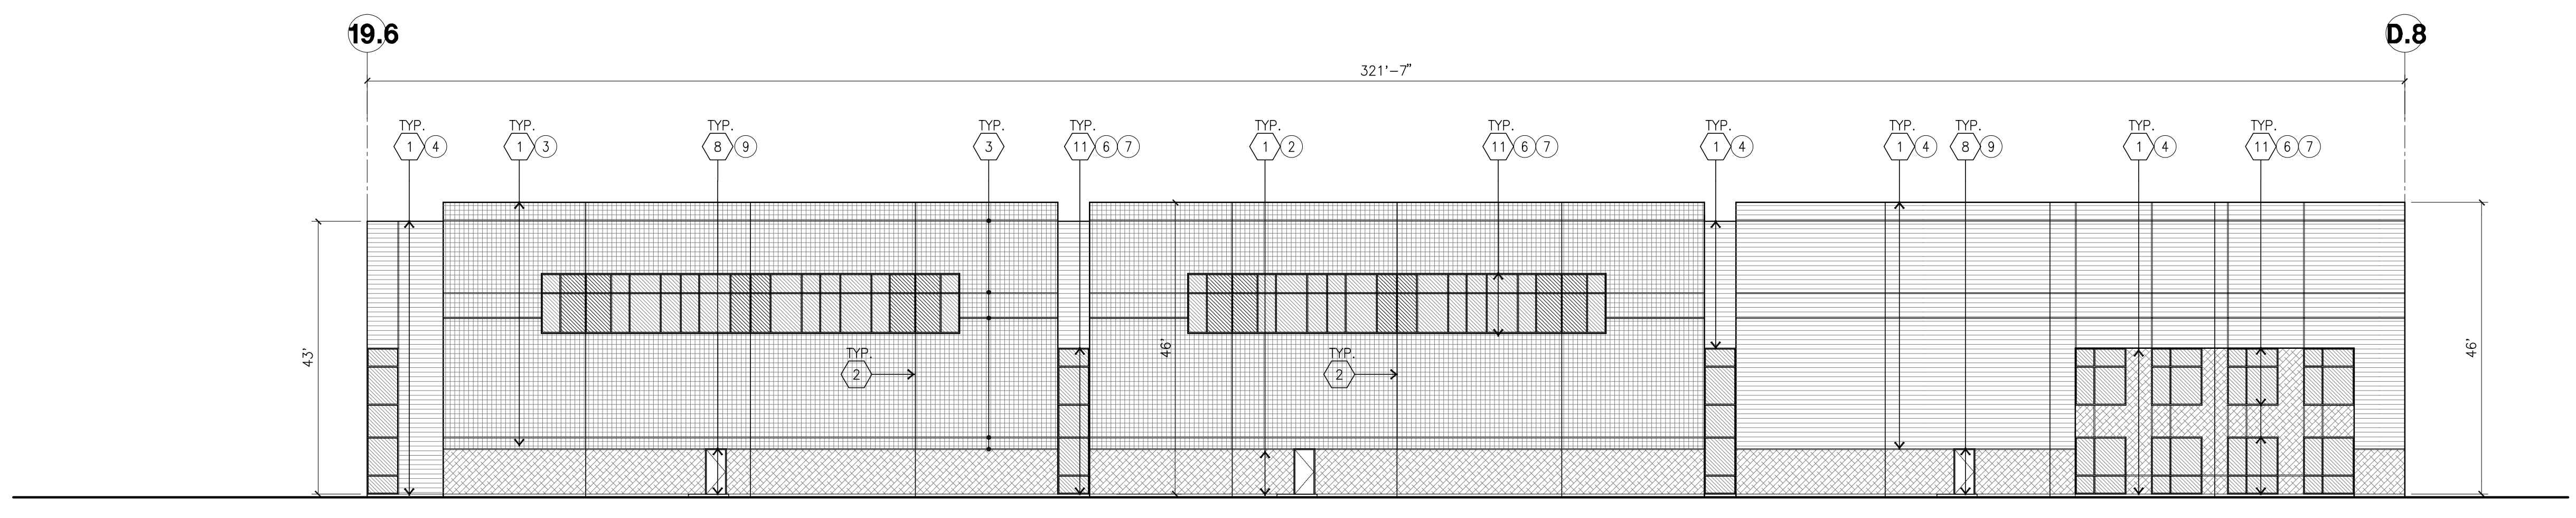 19.6
D.8
321'-7"
TYP. TYP. TYP. TYP. TYP. TYP. TYP. TYP. TYP. TYP. TYP. TYP.
1 4 1 3 8 9 3 11 6 7 1 2 11 6 7 1 4 1 4 8 9 1 4 11 6 7
43'
46'
46'
TYP.
2
TYP.
2